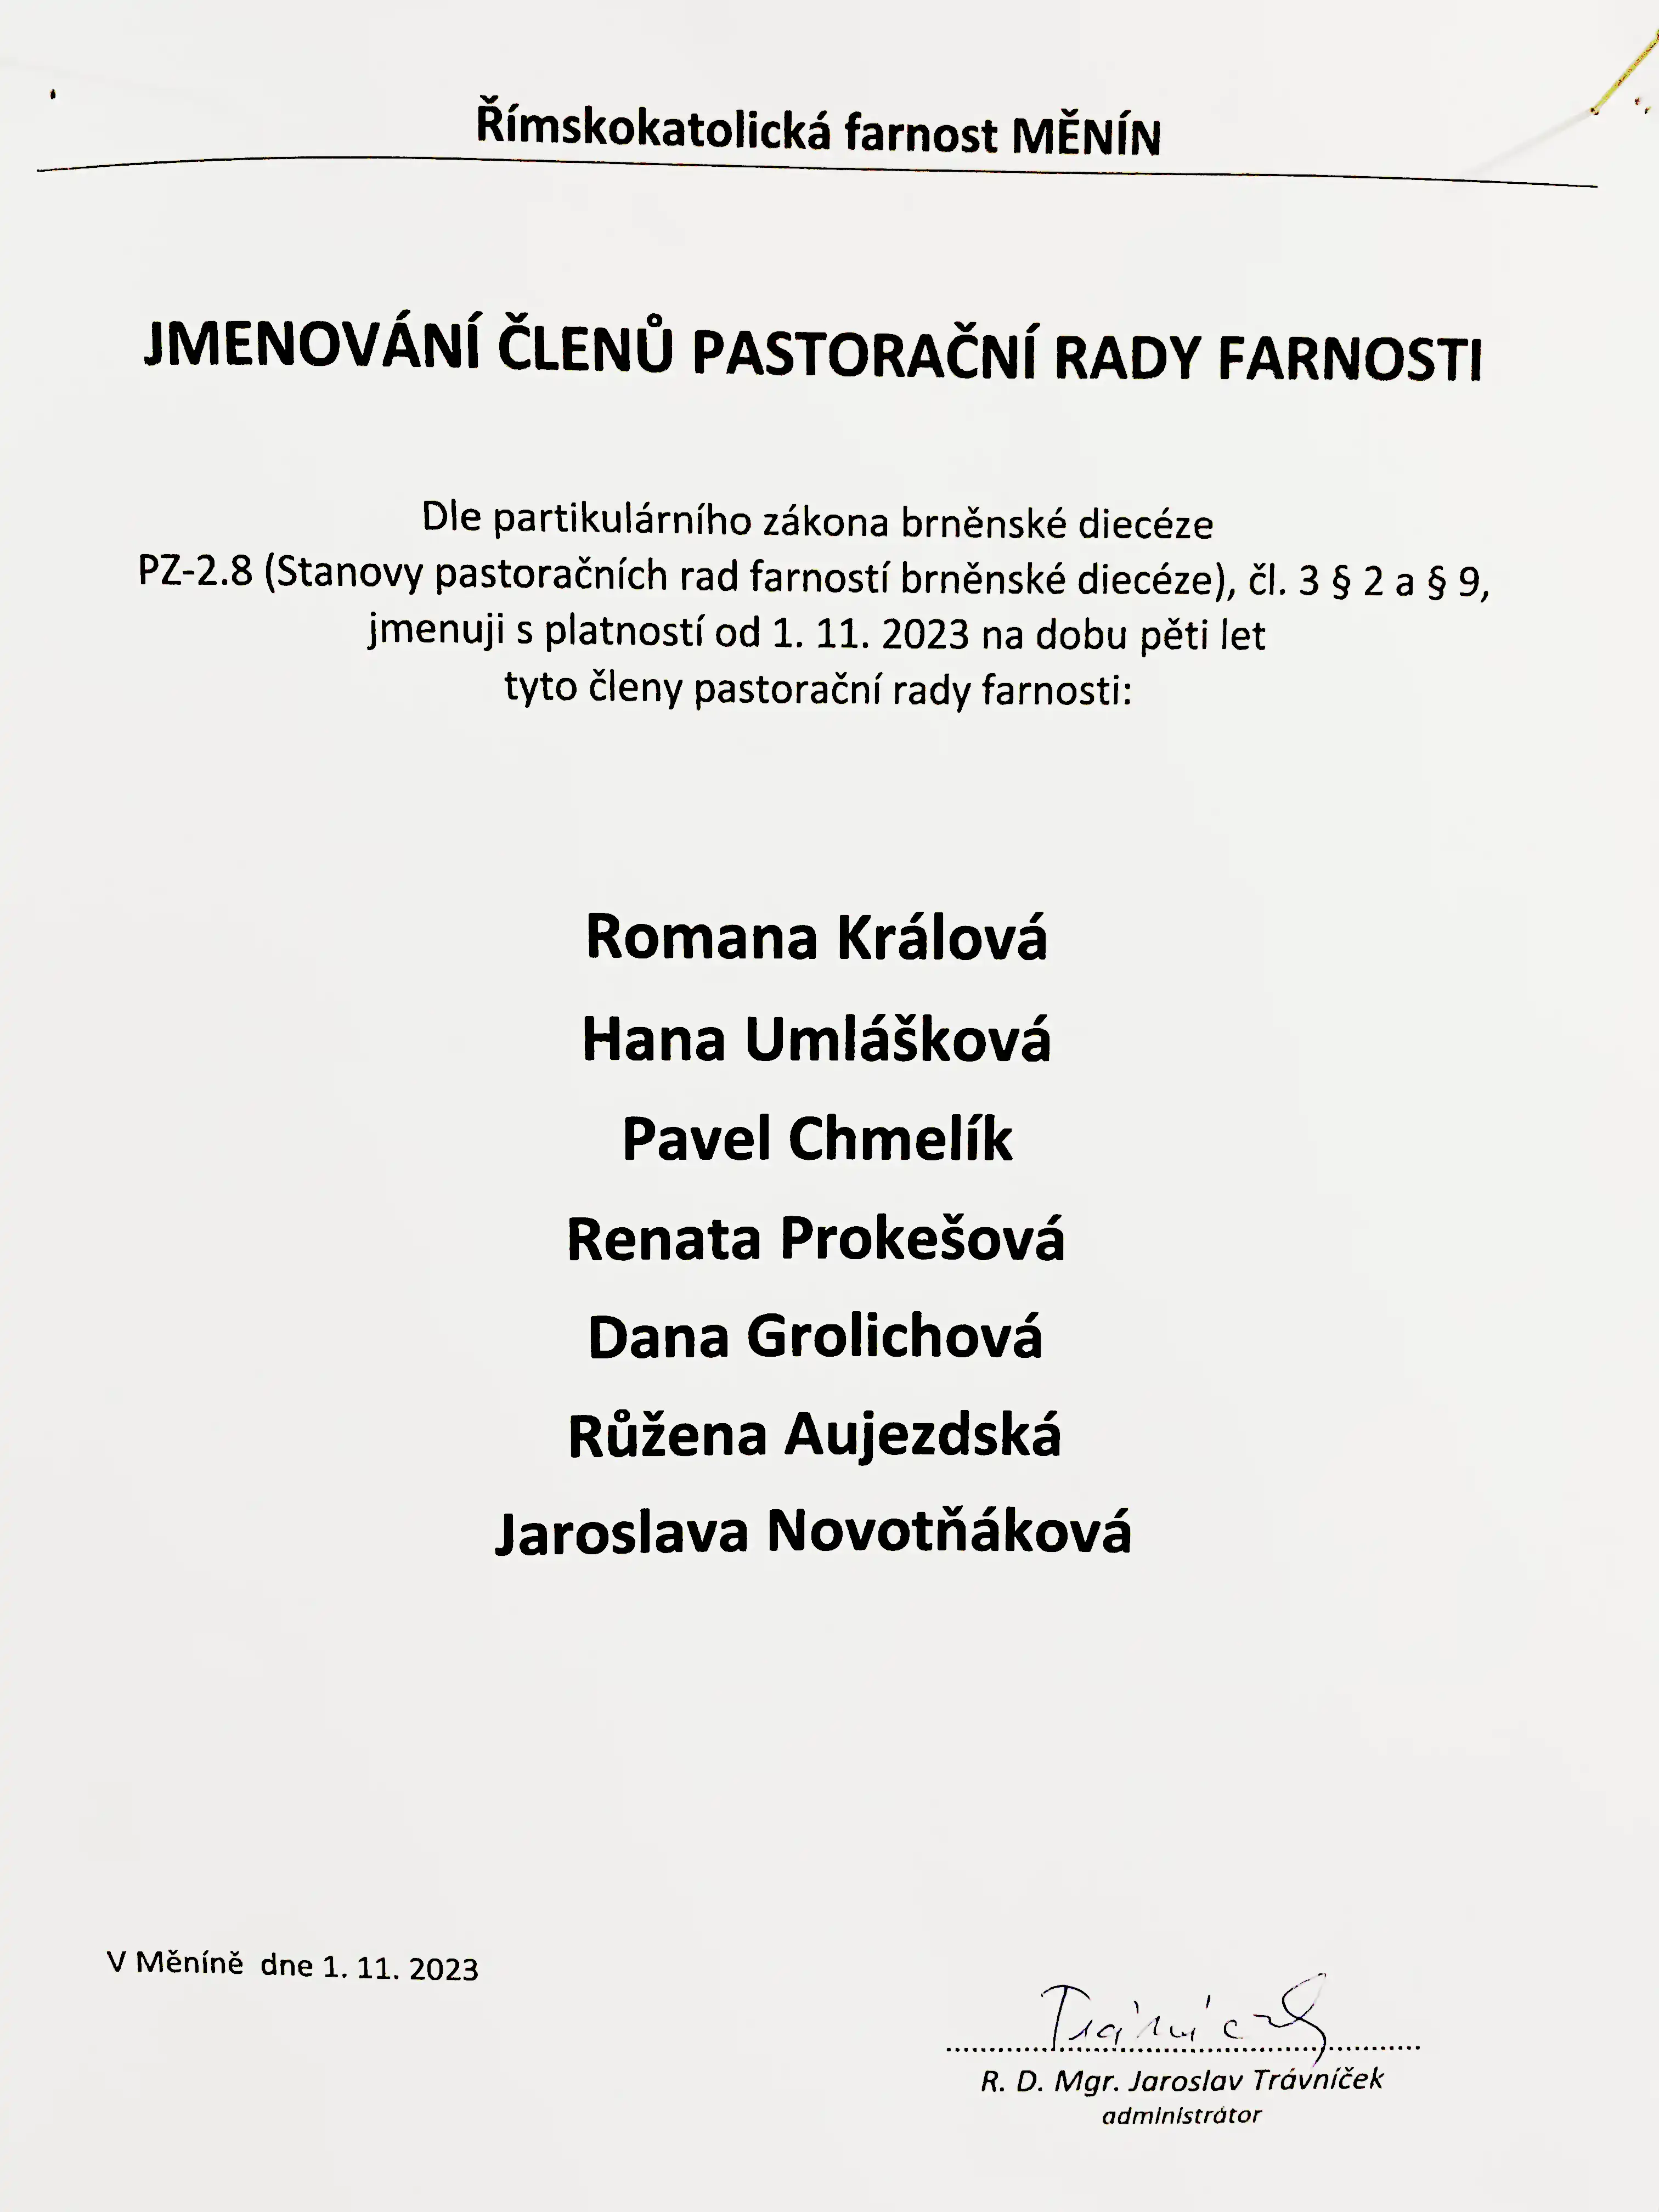 Římskokatolická farnost MĚNÍN
JMENOVÁNÍ ČLENŮ PASTORAČNÍ RADY FARNOSTI
Dle partikulárního zákona brněnské diecéze
PZ-2.8 (Stanovy pastoračních rad farností brněnské diecéze), čl. 3 § 2 a § 9,
jmenuji s platností od 1. 11. 2023 na dobu pěti let
tyto členy pastorační rady farnosti:
Romana Králová
Hana Umlášková
Pavel Chmelík
Renata Prokešová
Dana Grolichová
Růžena Aujezdská
Jaroslava Novotňáková
V Měníně dne 1. 11. 2023
Trávníček
R. D. Mgr. Jaroslav Trávníček
administrátor